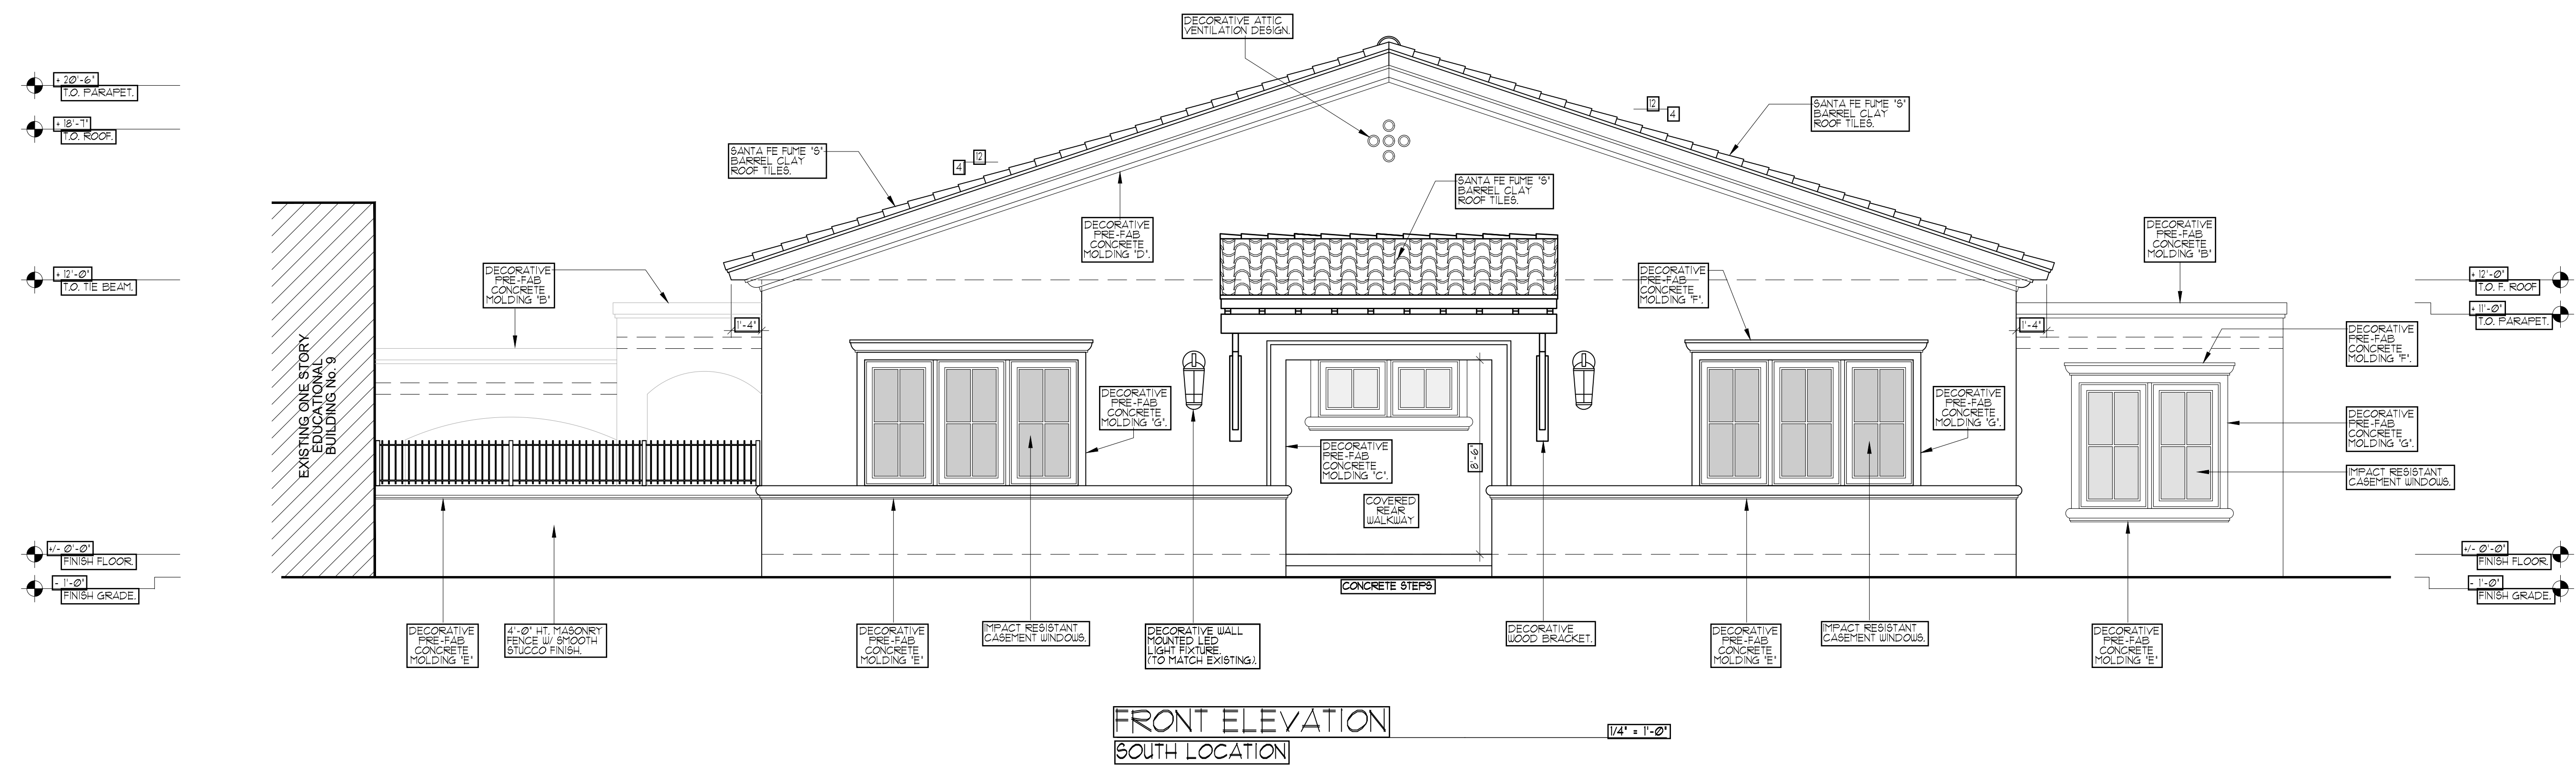 DECORATIVE ATTIC
VENTILATION DESIGN.
+ 20'-6"
T.O. PARAPET.
+ 18'-7"
T.O. ROOF.
12
4
SANTA FE FUME "S"
BARREL CLAY
ROOF TILES.
SANTA FE FUME "S"
BARREL CLAY
ROOF TILES.
12
4
SANTA FE FUME "S"
BARREL CLAY
ROOF TILES.
DECORATIVE
PRE-FAB
CONCRETE
MOLDING "D".
DECORATIVE
PRE-FAB
CONCRETE
MOLDING "B".
+ 12'-0"
T.O. TIE BEAM.
DECORATIVE
PRE-FAB
CONCRETE
MOLDING "B"
DECORATIVE
PRE-FAB
CONCRETE
MOLDING "F".
+ 12'-0"
T.O. F. ROOF
+ 11'-0"
T.O. PARAPET.
1'-4"
1'-4"
DECORATIVE
PRE-FAB
CONCRETE
MOLDING "F".
EXISTING ONE STORY
EDUCATIONAL
BUILDING No. 9
DECORATIVE
PRE-FAB
CONCRETE
MOLDING "G".
DECORATIVE
PRE-FAB
CONCRETE
MOLDING "G".
DECORATIVE
PRE-FAB
CONCRETE
MOLDING "G".
DECORATIVE
PRE-FAB
CONCRETE
MOLDING "C".
8'-6"
IMPACT RESISTANT
CASEMENT WINDOWS.
COVERED
REAR
WALKWAY
+/- 0'-0"
FINISH FLOOR.
- 1'-0"
FINISH GRADE.
+/- 0'-0"
FINISH FLOOR.
- 1'-0"
FINISH GRADE.
CONCRETE STEPS
DECORATIVE
PRE-FAB
CONCRETE
MOLDING "E"
4'-0" HT. MASONRY
FENCE W/ SMOOTH
STUCCO FINISH.
DECORATIVE
PRE-FAB
CONCRETE
MOLDING "E"
IMPACT RESISTANT
CASEMENT WINDOWS.
DECORATIVE WALL
MOUNTED LED
LIGHT FIXTURE.
(TO MATCH EXISTING).
DECORATIVE
WOOD BRACKET.
DECORATIVE
PRE-FAB
CONCRETE
MOLDING "E"
IMPACT RESISTANT
CASEMENT WINDOWS.
DECORATIVE
PRE-FAB
CONCRETE
MOLDING "E"
FRONT ELEVATION
1/4" = 1'-0"
SOUTH LOCATION